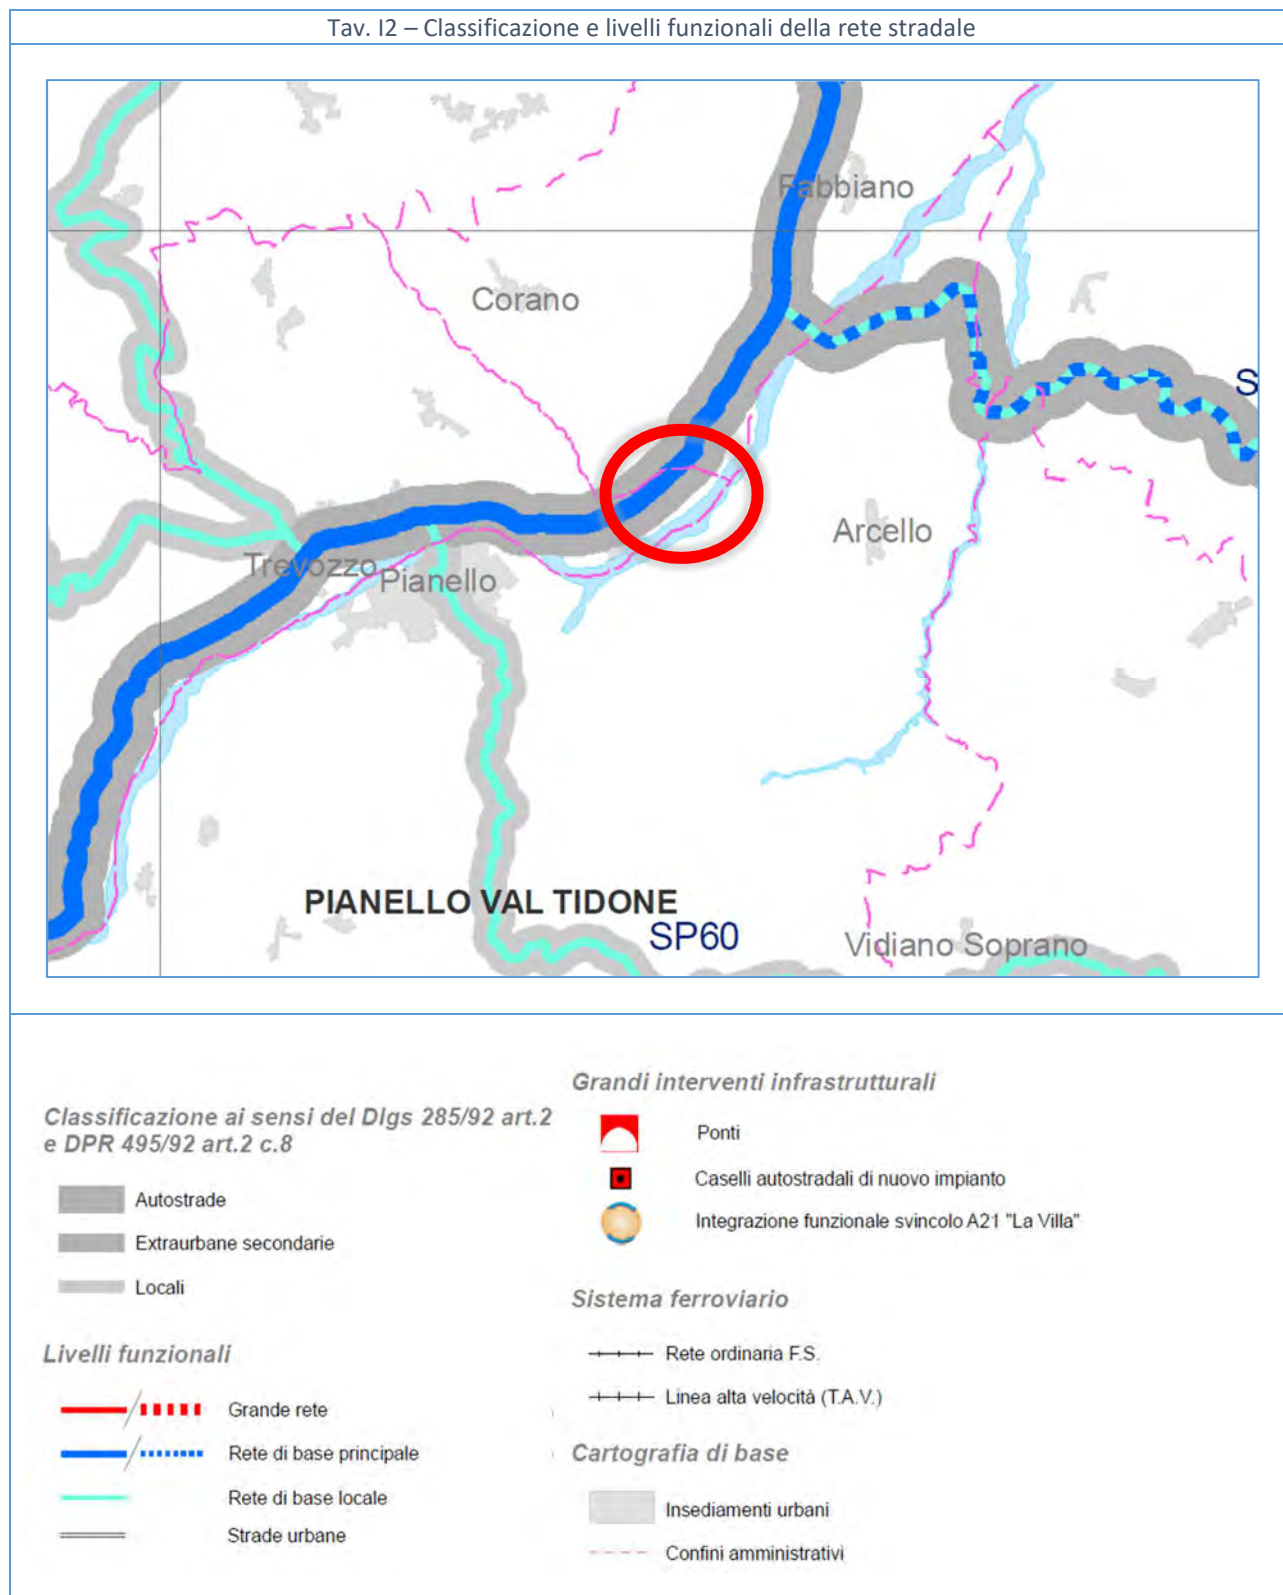 Tav. I2 – Classificazione e livelli funzionali della rete stradale
Fabbiano
Corano
S
Arcello
Trevozzo
Pianello
PIANELLO VAL TIDONE
SP60
Vidiano Soprano
Classificazione ai sensi del Dlgs 285/92 art.2
e DPR 495/92 art.2 c.8
Autostrade
Extraurbane secondarie
Locali
Livelli funzionali
Grande rete
Rete di base principale
Rete di base locale
Strade urbane
Grandi interventi infrastrutturali
Ponti
Caselli autostradali di nuovo impianto
Integrazione funzionale svincolo A21 "La Villa"
Sistema ferroviario
Rete ordinaria F.S.
Linea alta velocità (T.A.V.)
Cartografia di base
Insediamenti urbani
Confini amministrativi